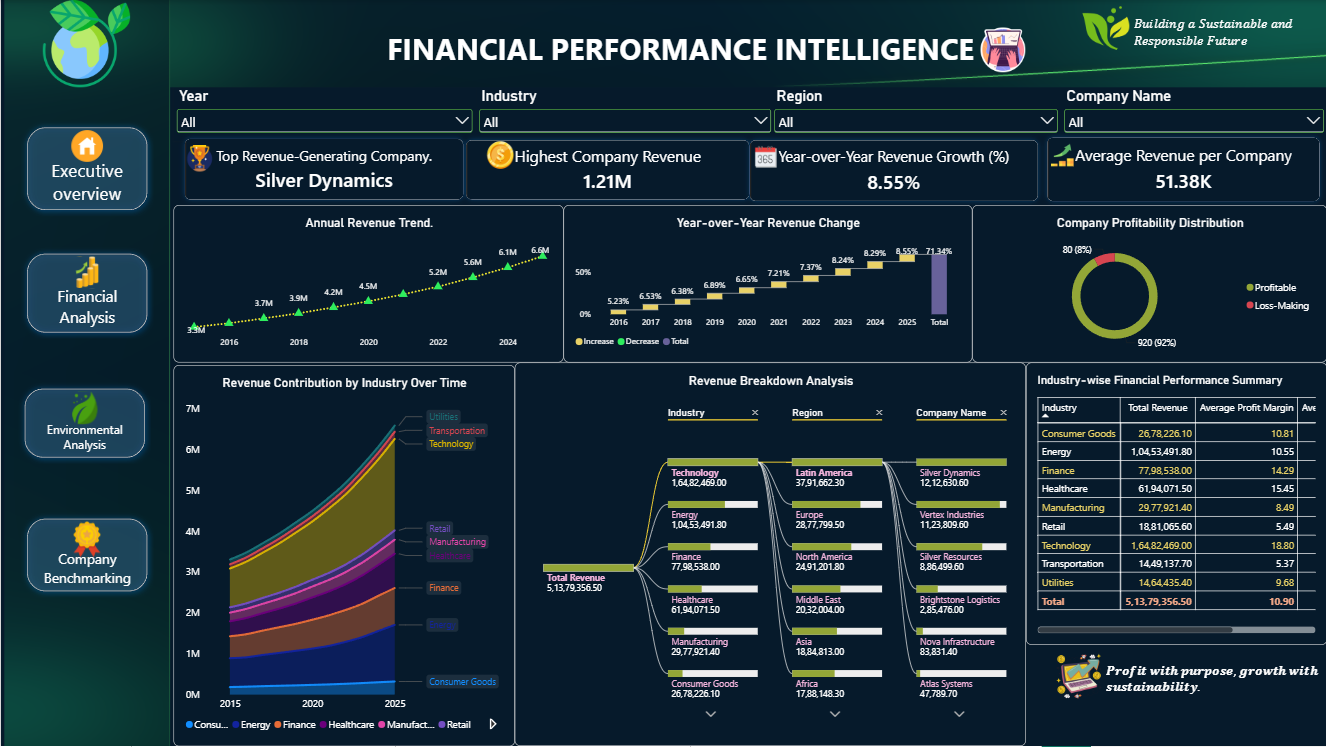 FINANCIAL PERFORMANCE INTELLIGENCE
Building a Sustainable and
Responsible Future
Year
Industry
Region
Company Name
All
All
All
All
Executive
overview
Financial
Analysis
Environmental
Analysis
Company
Benchmarking
Top Revenue-Generating Company.
Silver Dynamics
Highest Company Revenue
1.21M
365
Year-over-Year Revenue Growth (%)
8.55%
Average Revenue per Company
51.38K
Annual Revenue Trend.
3.3M
3.7M
3.9M
4.2M
4.5M
5.2M
5.6M
6.1M
6.6M
2016
2018
2020
2022
2024
Year-over-Year Revenue Change
50%
0%
5.23%
6.53%
6.38%
6.89%
6.65%
7.21%
7.37%
8.24%
8.29%
8.55%
71.34%
2016
2017
2018
2019
2020
2021
2022
2023
2024
2025
Total
Increase
Decrease
Total
Company Profitability Distribution
80 (8%)
920 (92%)
Profitable
Loss-Making
Revenue Contribution by Industry Over Time
7M
6M
5M
4M
3M
2M
1M
0M
2015
2020
2025
Utilities
Transportation
Technology
Retail
Manufacturing
Finance
Consumer Goods
Consu...
Energy
Finance
Healthcare
Manufact...
Retail
Revenue Breakdown Analysis
Industry
Region
Company Name
Total Revenue
5,13,79,356.50
Technology
1,64,82,469.00
Energy
1,04,53,491.80
Finance
77,98,538.00
Healthcare
61,94,071.50
Manufacturing
29,77,921.40
Consumer Goods
26,78,226.10
Latin America
37,91,662.30
Europe
28,77,799.50
North America
24,91,201.80
Middle East
20,32,004.00
Asia
18,84,813.00
Africa
17,88,148.30
Silver Dynamics
12,12,630.60
Vertex Industries
11,23,809.60
Silver Resources
8,86,499.60
Brightstone Logistics
2,85,476.00
Nova Infrastructure
83,831.40
Atlas Systems
47,789.70
Industry-wise Financial Performance Summary
Industry Total Revenue Average Profit Margin Ave
Consumer Goods 26,78,226.10 10.81
Energy 1,04,53,491.80 10.55
Finance 77,98,538.00 14.29
Healthcare 61,94,071.50 15.45
Manufacturing 29,77,921.40 8.49
Retail 18,81,065.60 5.49
Technology 1,64,82,469.00 18.80
Transportation 14,49,137.70 5.37
Utilities 14,64,435.40 9.68
Total 5,13,79,356.50 10.90
Profit with purpose, growth with
sustainability.